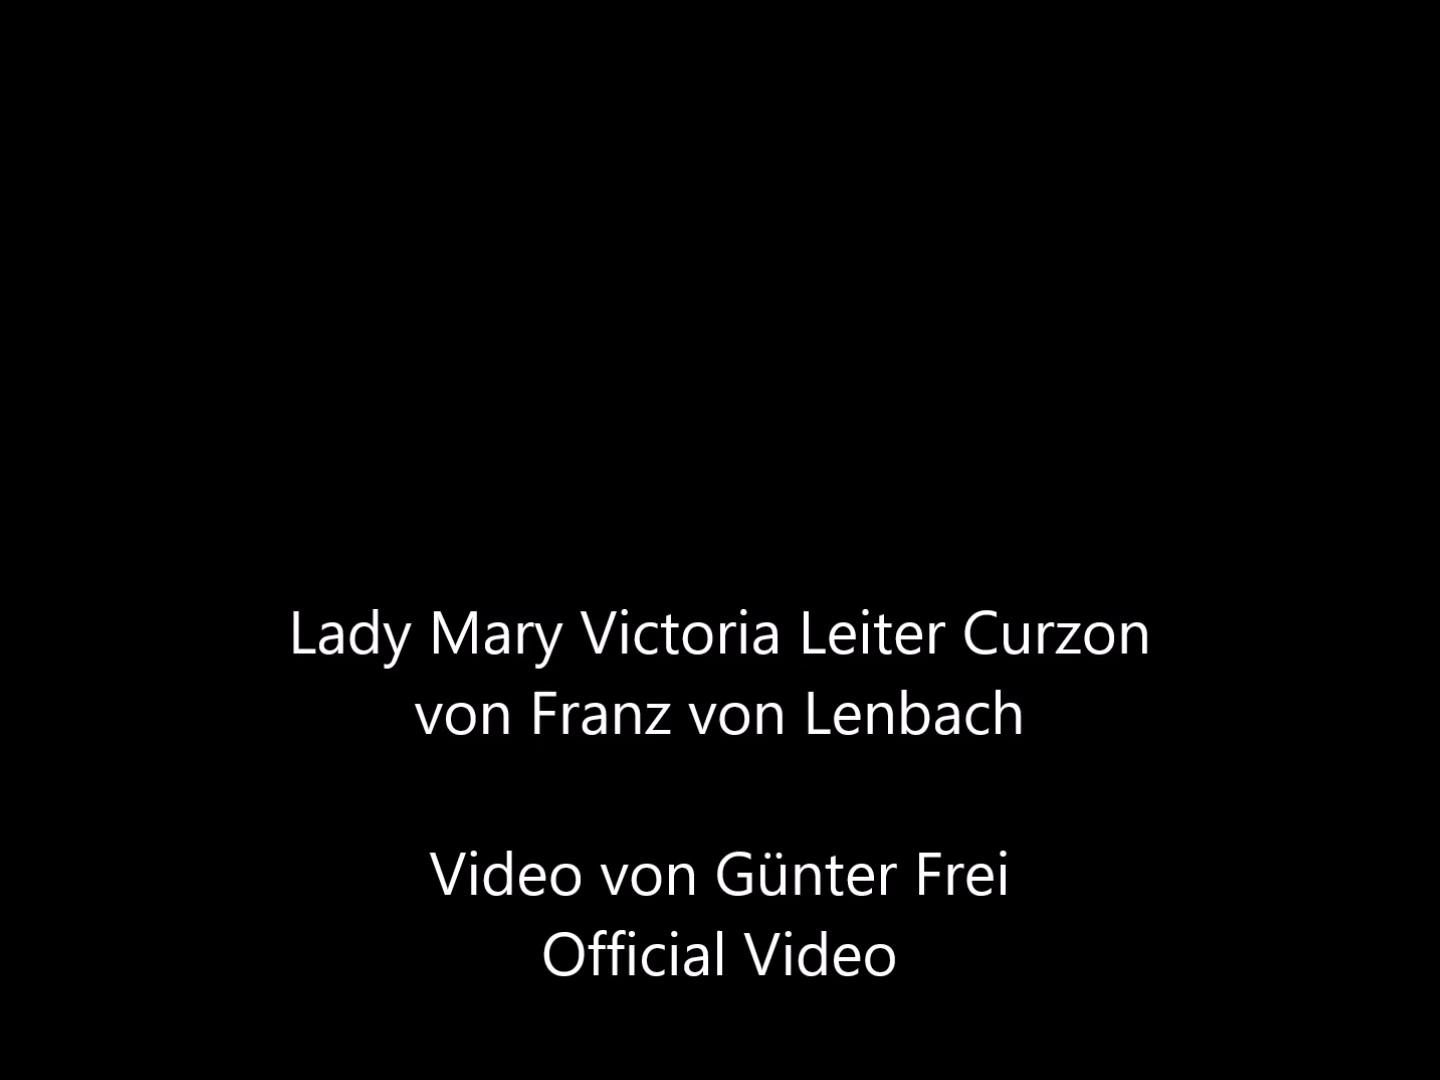 Lady Mary Victoria Leiter Curzon
von Franz von Lenbach
Video von Günter Frei
Official Video